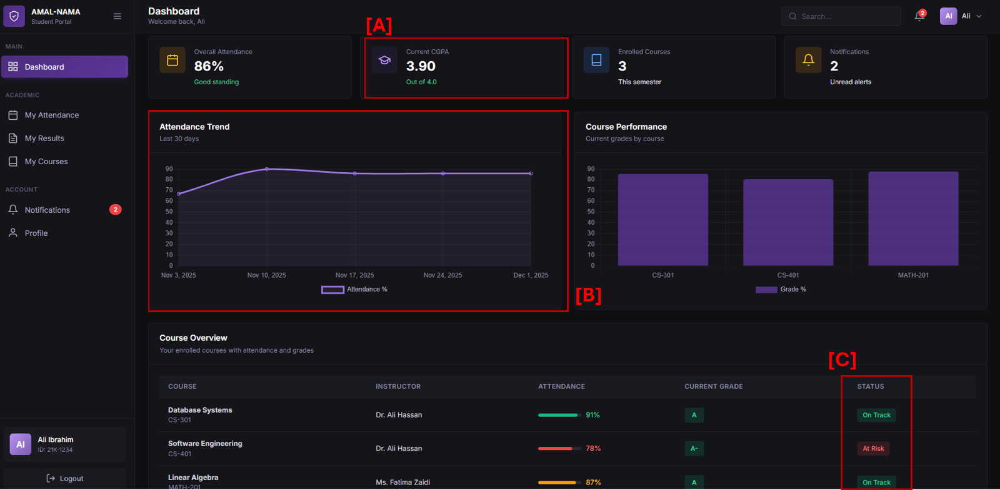 AMAL-NAMA
Student Portal
MAIN
Dashboard
ACADEMIC
My Attendance
My Results
My Courses
ACCOUNT
Notifications
2
Profile
AI
Ali Ibrahim
ID: 21K-1234
Logout
Dashboard
Welcome back, Ali
Search...
2
AI
Ali
[A]
Overall Attendance
86%
Good standing
Current CGPA
3.90
Out of 4.0
Enrolled Courses
3
This semester
Notifications
2
Unread alerts
Attendance Trend
Last 30 days
90
80
70
60
50
40
30
20
10
0
Nov 3, 2025
Nov 10, 2025
Nov 17, 2025
Nov 24, 2025
Dec 1, 2025
Attendance %
[B]
Course Performance
Current grades by course
90
80
70
60
50
40
30
20
10
0
CS-301
CS-401
MATH-201
Grade %
Course Overview
Your enrolled courses with attendance and grades
[C]
COURSE INSTRUCTOR ATTENDANCE CURRENT GRADE STATUS
Database Systems
CS-301
Dr. Ali Hassan
91%
A
On Track
Software Engineering
CS-401
Dr. Ali Hassan
78%
A-
At Risk
Linear Algebra
MATH-201
Ms. Fatima Zaidi
87%
A
On Track